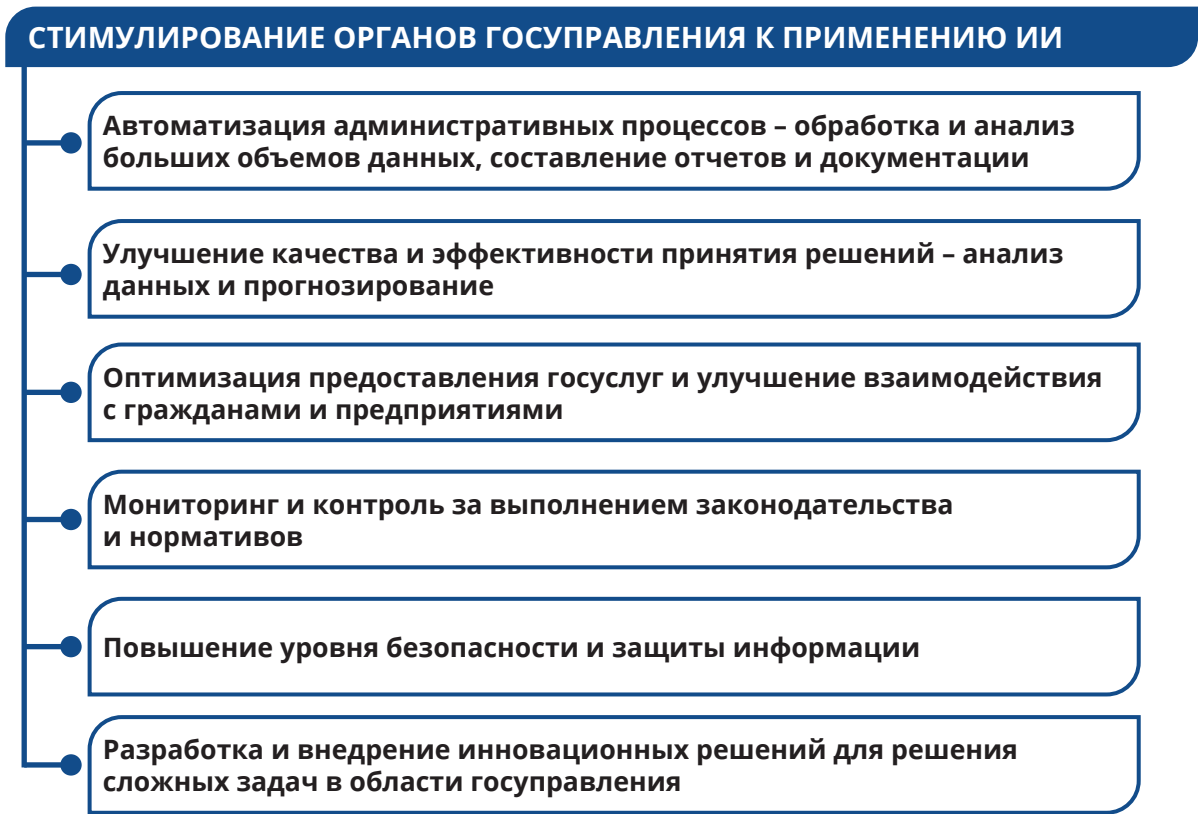 СТИМУЛИРОВАНИЕ ОРГАНОВ ГОСУПРАВЛЕНИЯ К ПРИМЕНЕНИЮ ИИ
Автоматизация административных процессов – обработка и анализ
больших объемов данных, составление отчетов и документации
Улучшение качества и эффективности принятия решений – анализ
данных и прогнозирование
Оптимизация предоставления госуслуг и улучшение взаимодействия
с гражданами и предприятиями
Мониторинг и контроль за выполнением законодательства
и нормативов
Повышение уровня безопасности и защиты информации
Разработка и внедрение инновационных решений для решения
сложных задач в области госуправления